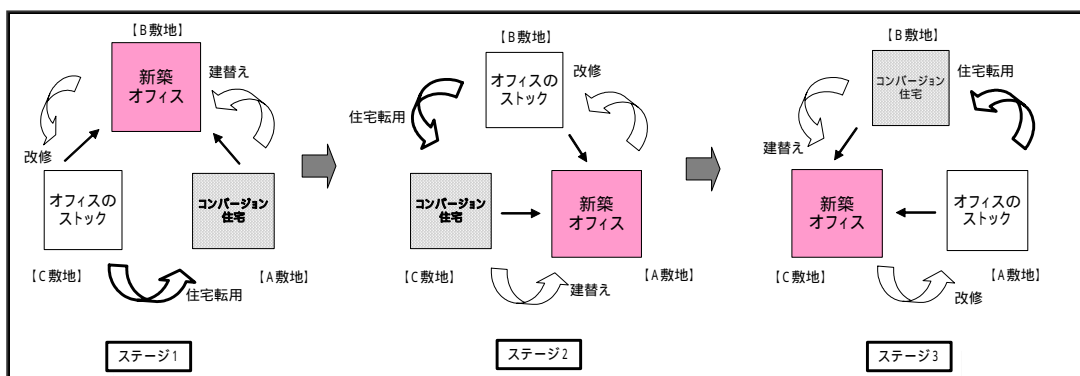 【B敷地】
新築
オフィス
建替え
改修
オフィスの
ストック
コンバージョン
住宅
【C敷地】
【A敷地】
住宅転用
ステージ1
【B敷地】
オフィスの
ストック
改修
住宅転用
コンバージョン
住宅
新築
オフィス
【C敷地】
【A敷地】
建替え
ステージ2
【B敷地】
コンバージョン
住宅
住宅転用
建替え
新築
オフィス
オフィスの
ストック
【C敷地】
【A敷地】
改修
ステージ3